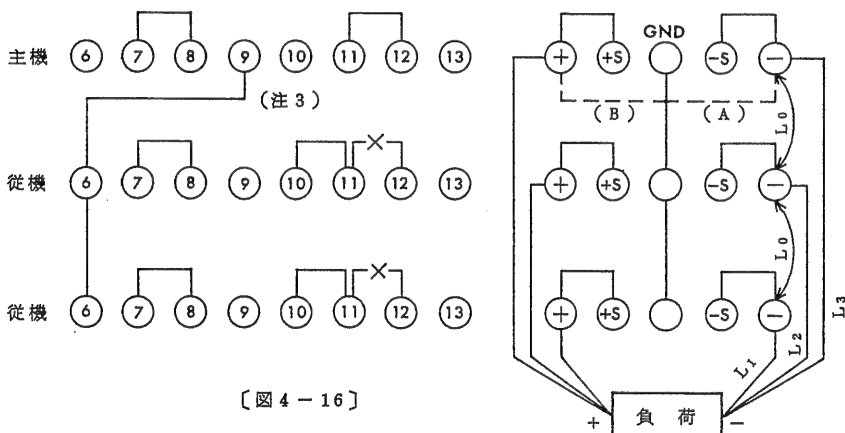 主機 6 7 8 9 10 11 12 13
(注3)
従機 6 7 8 9 10 11 12 13
従機 6 7 8 9 10 11 12 13
〔図4-16〕
GND
+ +S -S -
(B) (A)
L0
+ +S -S -
L0
+ +S -S -
L1 L2 L3
+ 負荷 -